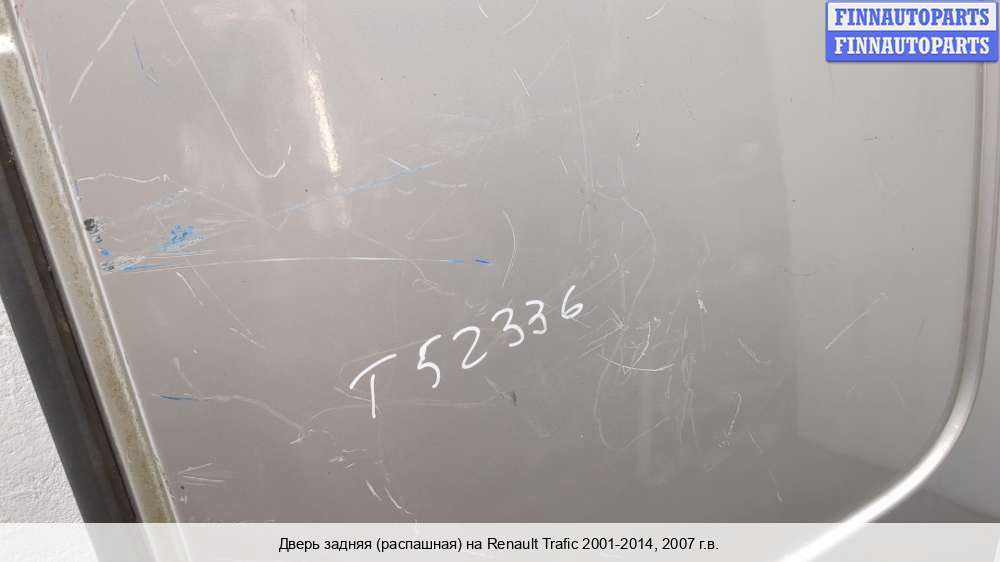 FINNAUTOPARTS
FINNAUTOPARTS
T52336
Дверь задняя (распашная) на Renault Trafic 2001-2014, 2007 г.в.